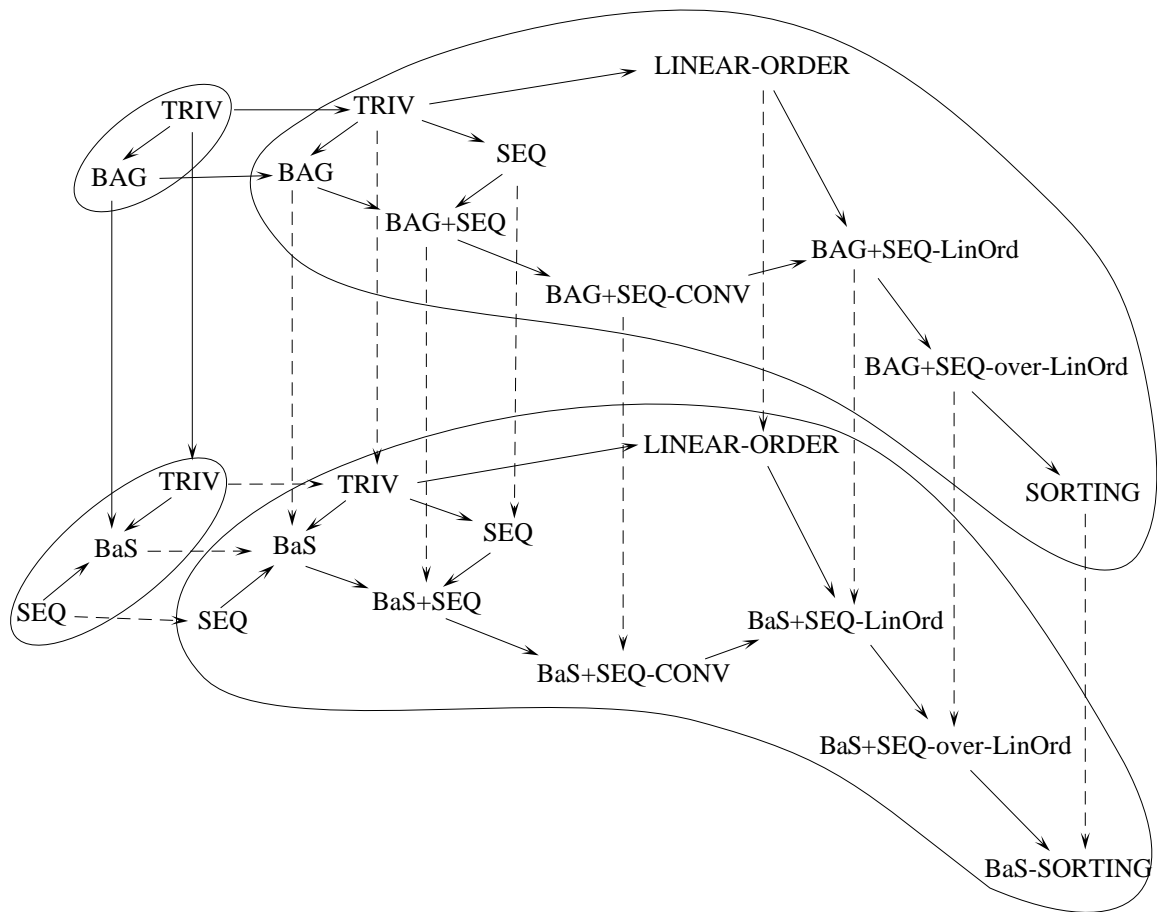 LINEAR-ORDER
TRIV
TRIV
SEQ
BAG
BAG
BAG+SEQ
BAG+SEQ-LinOrd
BAG+SEQ-CONV
BAG+SEQ-over-LinOrd
LINEAR-ORDER
TRIV
TRIV
SORTING
SEQ
BaS
BaS
BaS+SEQ
SEQ
SEQ
BaS+SEQ-LinOrd
BaS+SEQ-CONV
BaS+SEQ-over-LinOrd
BaS-SORTING